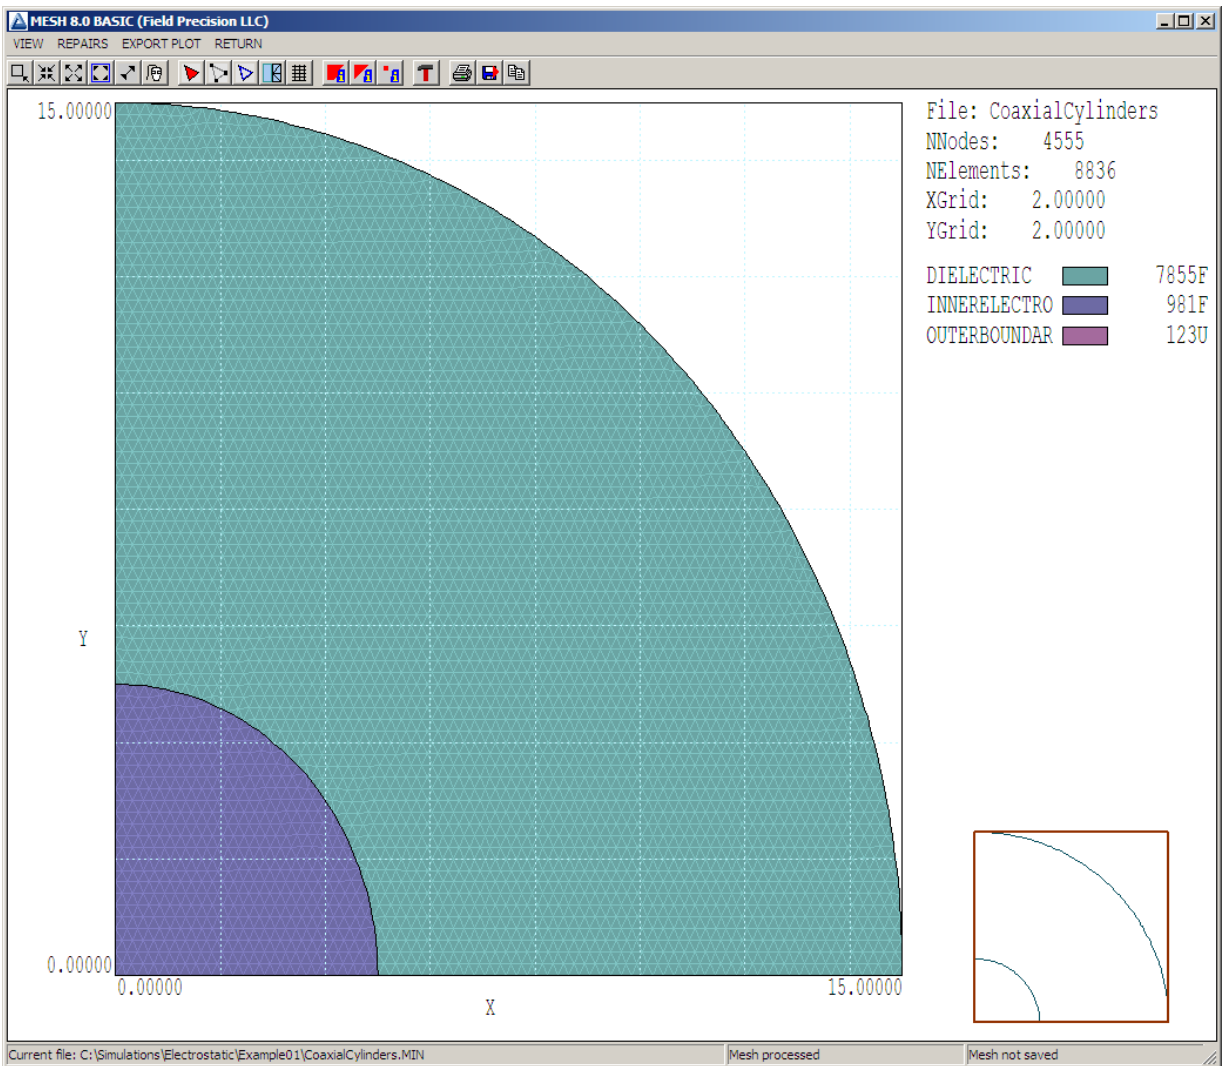 MESH 8.0 BASIC (Field Precision LLC)
VIEW REPAIRS EXPORT PLOT RETURN
15.00000
File: CoaxialCylinders
NNodes: 4555
NElements: 8836
XGrid: 2.00000
YGrid: 2.00000
DIELECTRIC 7855F
INNERELECTRO 981F
OUTERBOUNDAR 123U
Y
0.00000
0.00000 15.00000
X
Current file: C:\Simulations\Electrostatic\Example01\CoaxialCylinders.MIN Mesh processed Mesh not saved